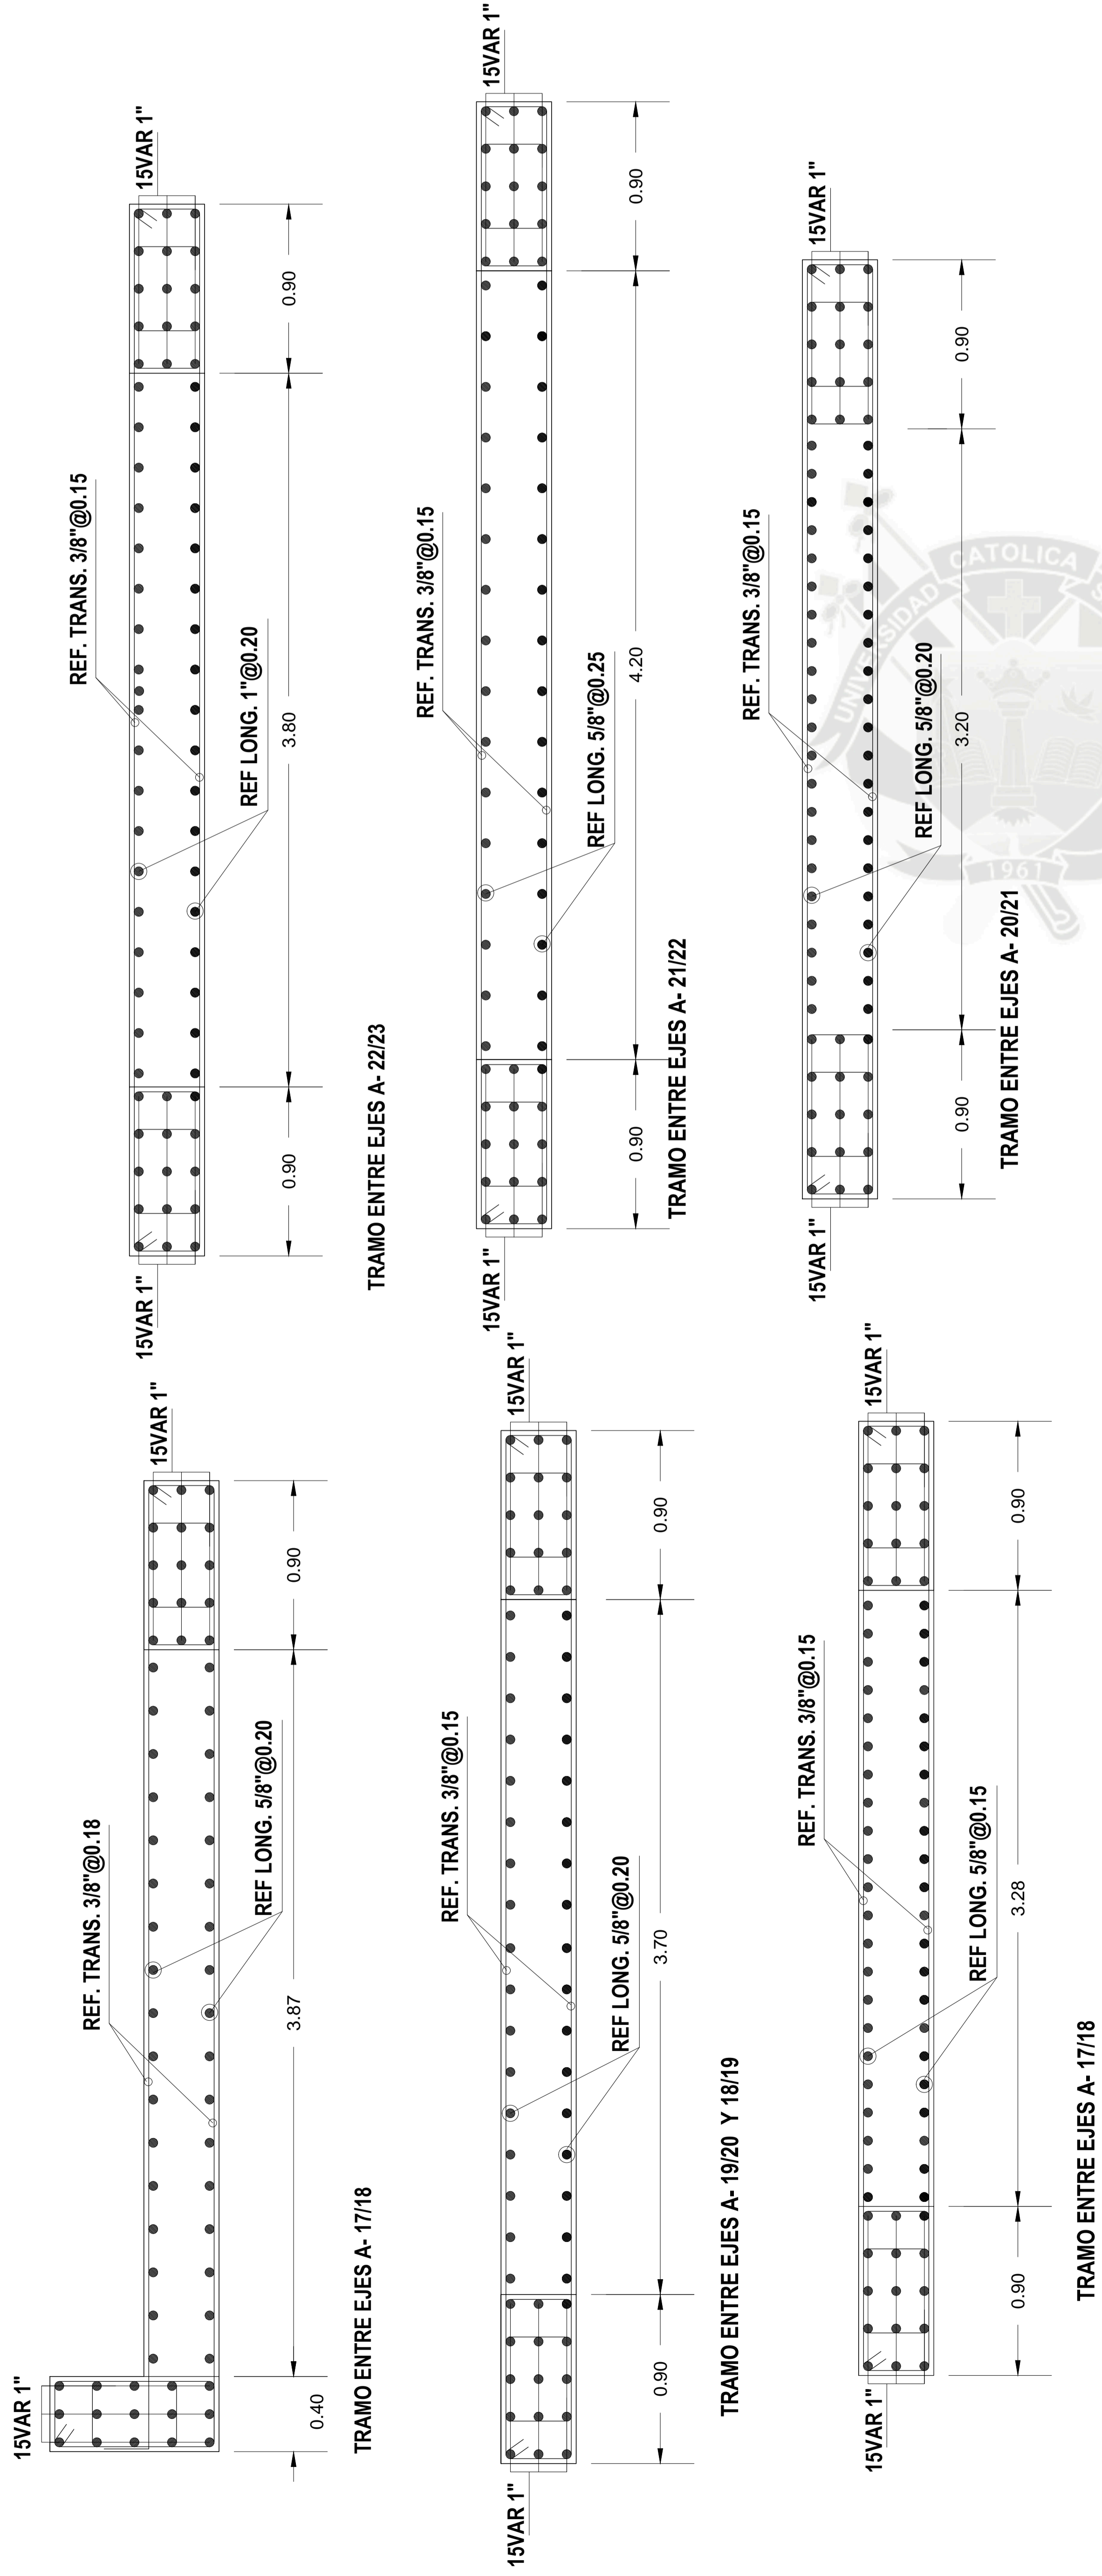 15VAR 1"
REF. TRANS. 3/8"@0.18
15VAR 1"
REF LONG. 5/8"@0.20
0.40
3.87
0.90
TRAMO ENTRE EJES A- 17/18
15VAR 1"
REF. TRANS. 3/8"@0.15
15VAR 1"
REF LONG. 1"@0.20
0.90
3.80
0.90
TRAMO ENTRE EJES A- 22/23
15VAR 1"
REF. TRANS. 3/8"@0.15
15VAR 1"
REF LONG. 5/8"@0.20
0.90
3.70
0.90
TRAMO ENTRE EJES A- 19/20 Y 18/19
15VAR 1"
REF. TRANS. 3/8"@0.15
15VAR 1"
REF LONG. 5/8"@0.25
0.90
4.20
0.90
TRAMO ENTRE EJES A- 21/22
15VAR 1"
REF. TRANS. 3/8"@0.15
15VAR 1"
REF LONG. 5/8"@0.15
0.90
3.28
0.90
TRAMO ENTRE EJES A- 17/18
15VAR 1"
REF. TRANS. 3/8"@0.15
15VAR 1"
REF LONG. 5/8"@0.20
0.90
3.20
0.90
TRAMO ENTRE EJES A- 20/21
UNIVERSIDAD CATOLICA
1961